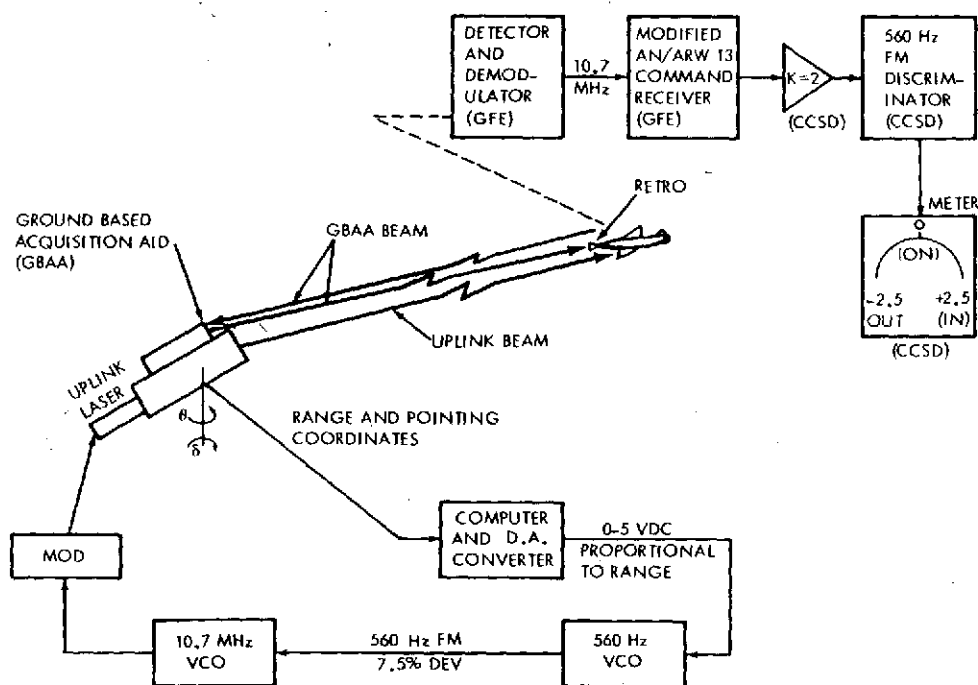 DETECTOR
AND
DEMOD-
ULATOR
(GFE)
10.7
MHz
MODIFIED
AN/ARW 13
COMMAND
RECEIVER
(GFE)
K=2
(CCSD)
560 Hz
FM
DISCRIM-
INATOR
(CCSD)
METER
(ON)
-2.5
OUT
+2.5
(IN)
(CCSD)
RETRO
GROUND BASED
ACQUISITION AID
(GBAA)
GBAA BEAM
UPLINK BEAM
UPLINK
LASER
θ
δ
RANGE AND POINTING
COORDINATES
COMPUTER
AND D.A.
CONVERTER
0-5 VDC
PROPORTIONAL
TO RANGE
MOD
10.7 MHz
VCO
560 Hz FM
7.5% DEV
560 Hz
VCO